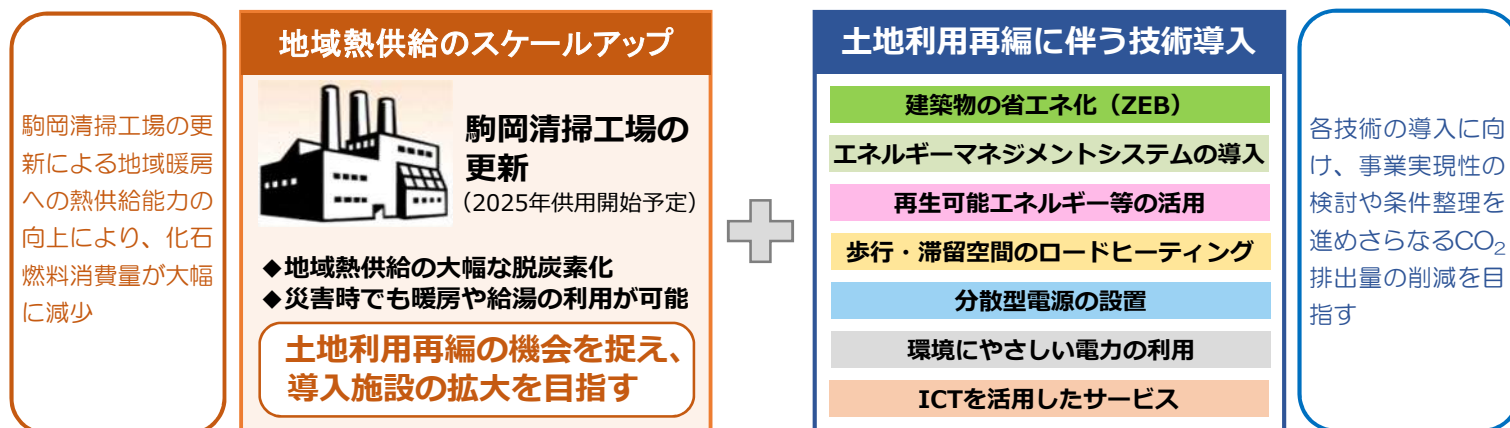 駒岡清掃工場の更
新による地域暖房
への熱供給能力の
向上により、化石
燃料消費量が大幅
に減少
地域熱供給のスケールアップ
駒岡清掃工場の
更新
（2025年供用開始予定）
◆地域熱供給の大幅な脱炭素化
◆災害時でも暖房や給湯の利用が可能
土地利用再編の機会を捉え、
導入施設の拡大を目指す
土地利用再編に伴う技術導入
建築物の省エネ化（ZEB）
エネルギーマネジメントシステムの導入
再生可能エネルギー等の活用
歩行・滞留空間のロードヒーティング
分散型電源の設置
環境にやさしい電力の利用
ICTを活用したサービス
各技術の導入に向
け、事業実現性の
検討や条件整理を
進めさらなるCO₂
排出量の削減を目
指す